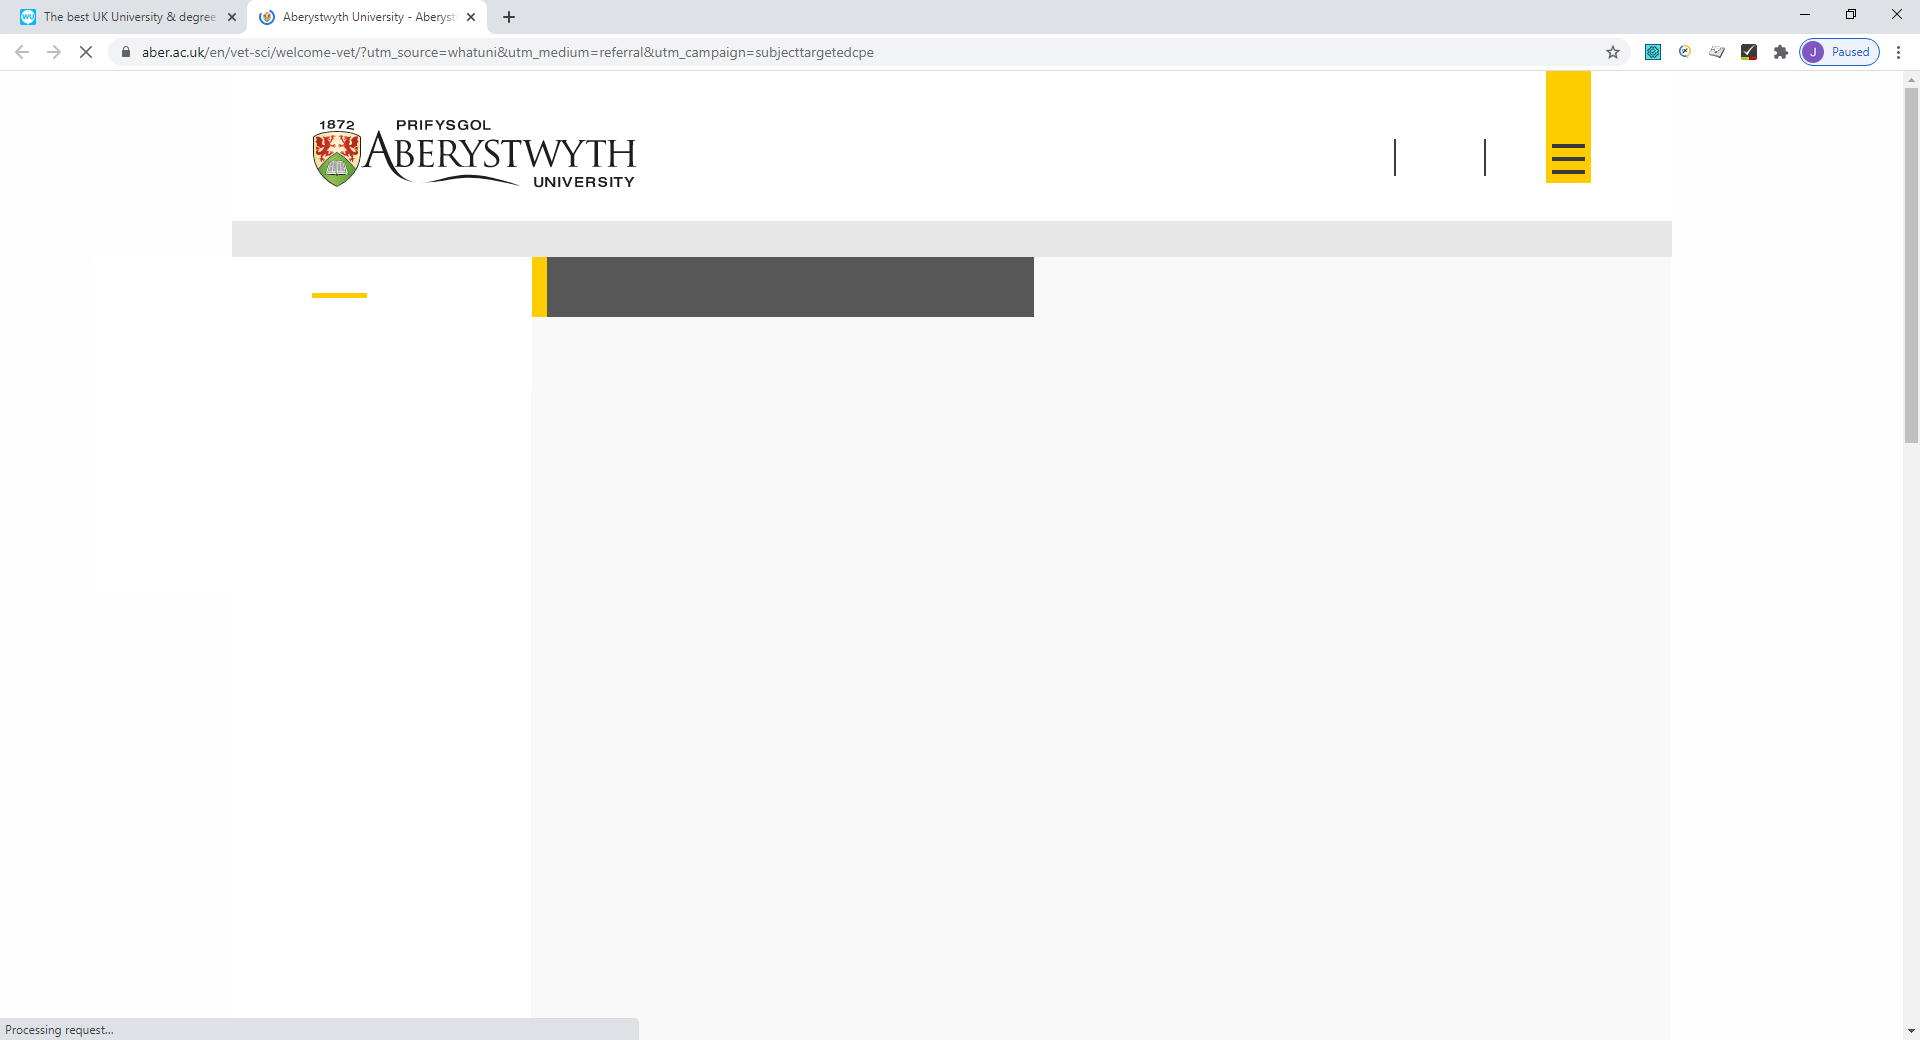 The best UK University & degree
Aberystwyth University - Aberyst
aber.ac.uk/en/vet-sci/welcome-vet/?utm_source=whatuni&utm_medium=referral&utm_campaign=subjecttargetedcpe
J Paused
1872 PRIFYSGOL
ABERYSTWYTH
UNIVERSITY
Processing request...